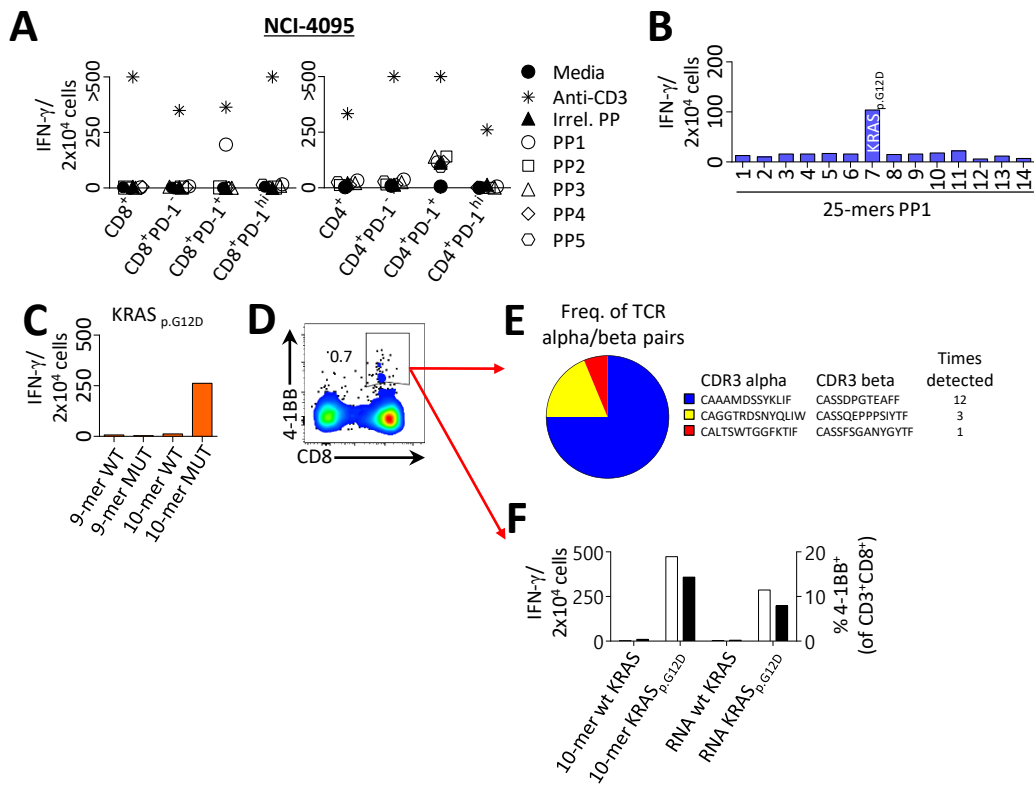 A
NCI-4095
IFN-γ/
2x10⁴ cells
>500
250
0
CD8⁺
CD8⁺PD-1⁻
CD8⁺PD-1⁺
CD8⁺PD-1ʰⁱ
>500
250
0
CD4⁺
CD4⁺PD-1⁻
CD4⁺PD-1⁺
CD4⁺PD-1ʰⁱ
Media
Anti-CD3
Irrel. PP
PP1
PP2
PP3
PP4
PP5
B
IFN-γ/
2x10⁴ cells
200
100
0
KRAS p.G12D
1 2 3 4 5 6 7 8 9 10 11 12 13 14
25-mers PP1
C
KRAS p.G12D
IFN-γ/
2x10⁴ cells
500
250
0
9-mer WT
9-mer MUT
10-mer WT
10-mer MUT
D
0.7
4-1BB
CD8
E
Freq. of TCR
alpha/beta pairs
CDR3 alpha CDR3 beta Times detected
CAAAMDSSYKLIF CASSDPGTEAFF 12
CAGGTRDSNYQLIW CASSQEPPPSIYTF 3
CALTSWTGGFKTIF CASSFSGANYGYTF 1
F
IFN-γ/
2x10⁴ cells
500
250
0
20
10
0
% 4-1BB⁺
(of CD3⁺CD8⁺)
10-mer wt KRAS
10-mer KRAS p.G12D
RNA wt KRAS
RNA KRAS p.G12D